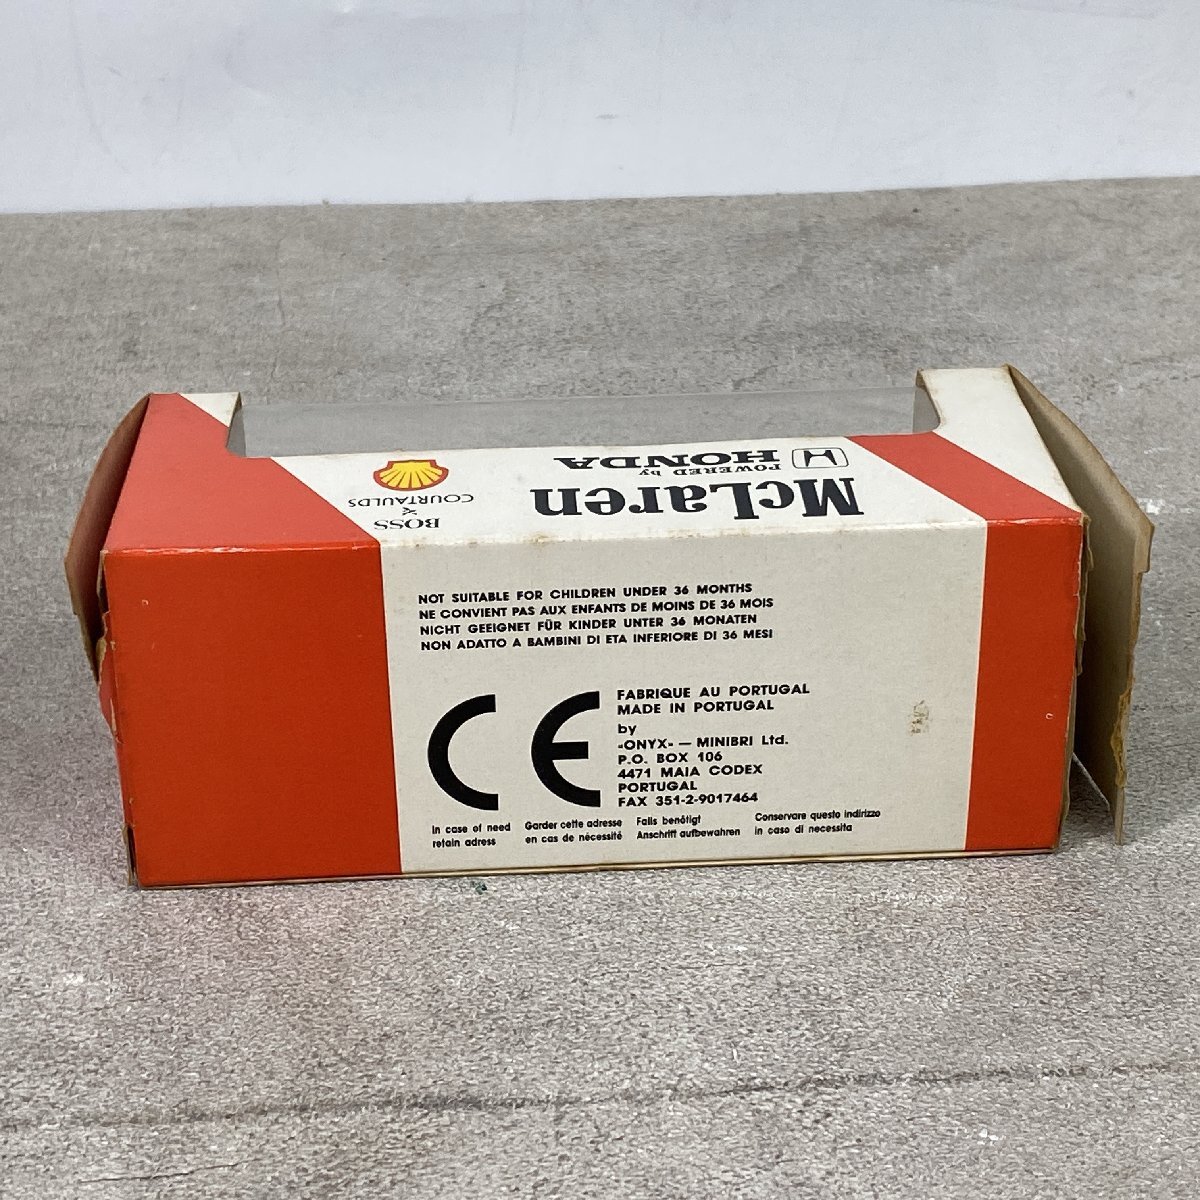 McLaren
POWERED by
HONDA
BOSS
COURTAULDS
NOT SUITABLE FOR CHILDREN UNDER 36 MONTHS
NE CONVIENT PAS AUX ENFANTS DE MOINS DE 36 MOIS
NICHT GEEIGNET FÜR KINDER UNTER 36 MONATEN
NON ADATTO A BAMBINI DI ETA INFERIORE DI 36 MESI
CE
FABRIQUE AU PORTUGAL
MADE IN PORTUGAL
by
«ONYX» — MINIBRI Ltd.
P.O. BOX 106
4471 MAIA CODEX
PORTUGAL
FAX 351-2-9017464
In case of need
retain adress
Garder cette adresse
en cas de nécessité
Falls benötigt
Anschrift aufbewahren
Conservare questo indirizzo
in caso di necessita